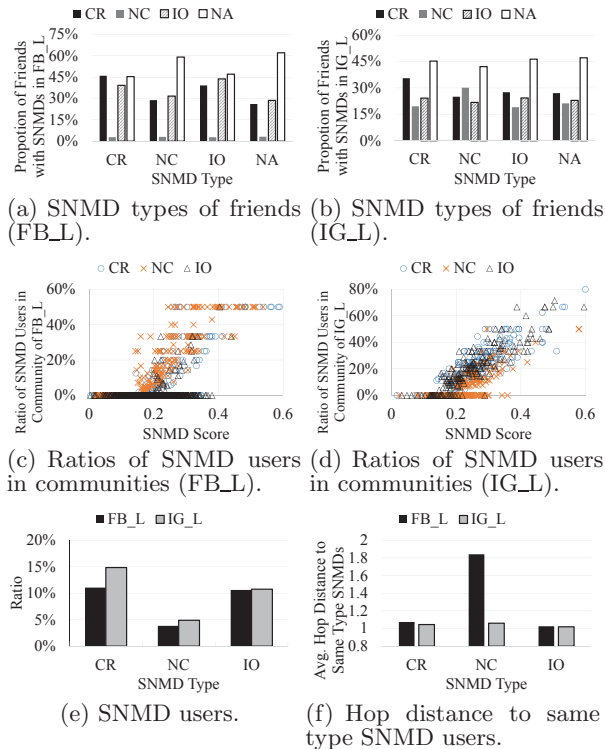 CR NC IO NA
Propotion of Friends
with SNMDs in FB_L
75%
60%
45%
30%
15%
0%
CR NC IO NA
SNMD Type
(a) SNMD types of friends
(FB_L).
CR NC IO NA
Propotion of Friends
with SNMDs in IG_L
60%
30%
0%
CR NC IO NA
SNMD Type
(b) SNMD types of friends
(IG_L).
CR NC IO
Ratio of SNMD Users in
Community of FB_L
60%
40%
20%
0%
0 0.2 0.4 0.6
SNMD Score
(c) Ratios of SNMD users
in communities (FB_L).
CR NC IO
Ratio of SNMD Users in
Community of IG_L
80%
60%
40%
20%
0%
0 0.2 0.4 0.6
SNMD Score
(d) Ratios of SNMD users
in communities (IG_L).
FB_L IG_L
Ratio
20%
15%
10%
5%
0%
CR NC IO
SNMD Type
(e) SNMD users.
FB_L IG_L
Avg. Hop Distance to
Same Type SNMDs
2
1.8
1.6
1.4
1.2
1
0.8
CR NC IO
SNMD Type
(f) Hop distance to same
type SNMD users.